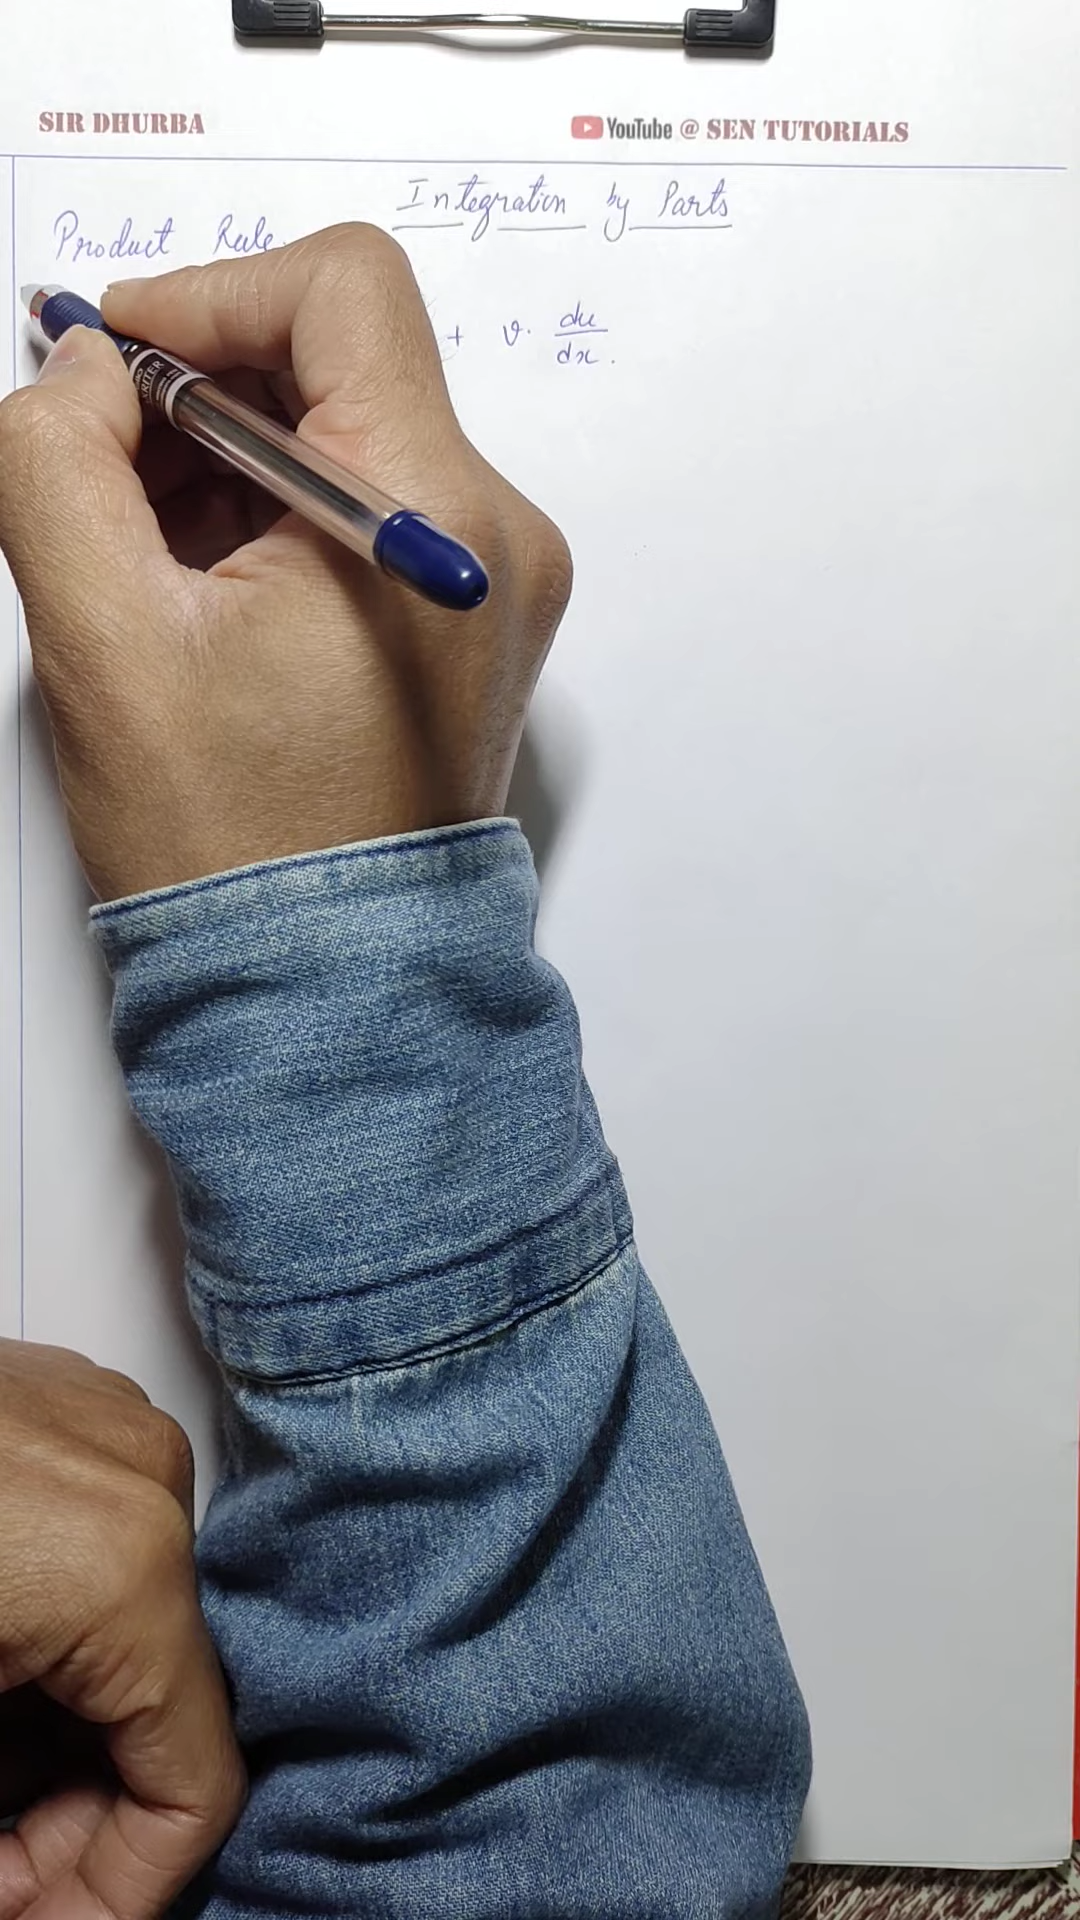 SIR DHURBA
YouTube @ SEN TUTORIALS
Integration by Parts
Product Rule.
+ v. du/dx.